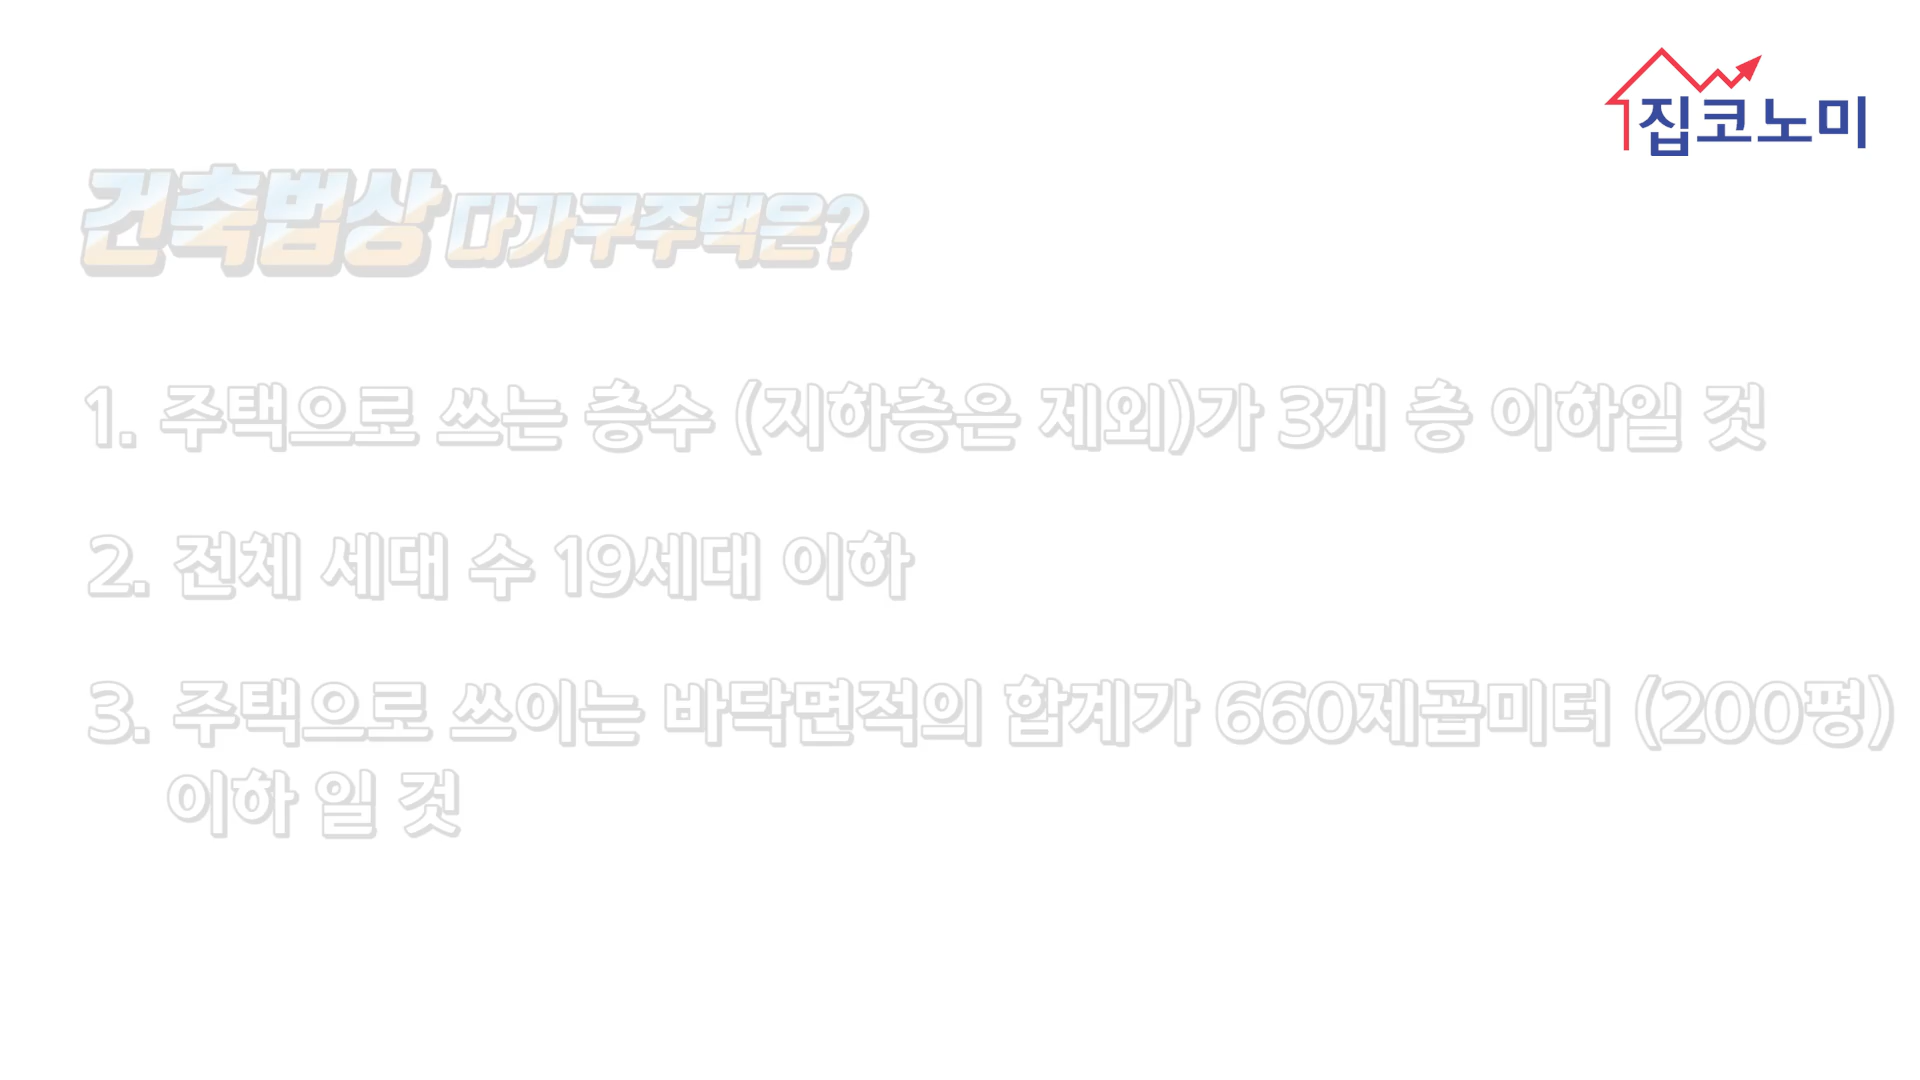 집코노미
건축법상 다가구주택은?
1. 주택으로 쓰는 층수 (지하층은 제외)가 3개 층 이하일 것
2. 전체 세대 수 19세대 이하
3. 주택으로 쓰이는 바닥면적의 합계가 660제곱미터 (200평)
이하 일 것